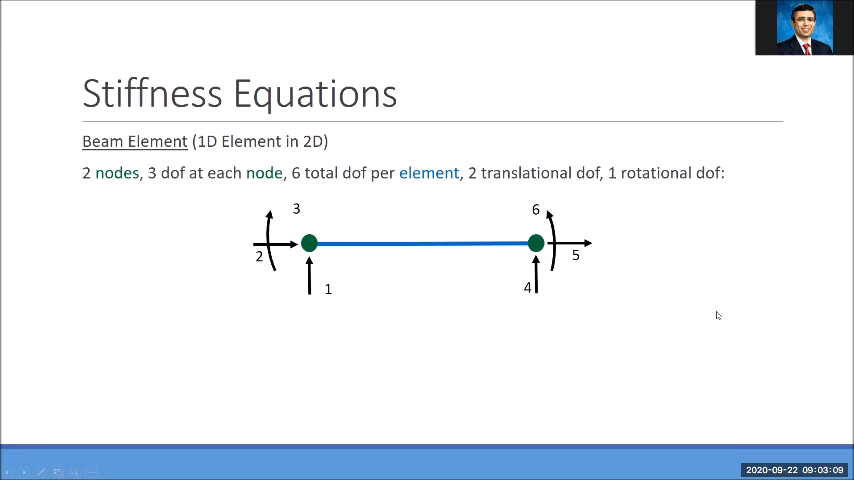 Stiffness Equations
Beam Element (1D Element in 2D)
2 nodes, 3 dof at each node, 6 total dof per element, 2 translational dof, 1 rotational dof:
3
6
2
5
1
4
2020-09-22 09:03:09